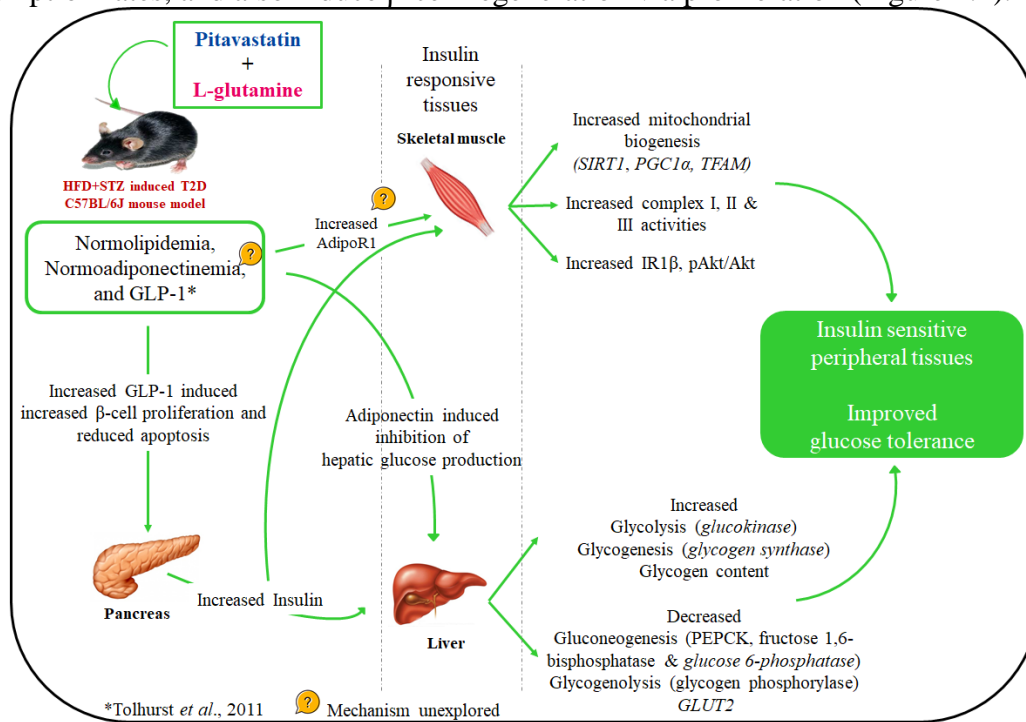 Pitavastatin
+
L-glutamine
HFD+STZ induced T2D
C57BL/6J mouse model
Normolipidemia,
Normoadiponectinemia,
and GLP-1*
?
Increased
AdipoR1
?
Insulin
responsive
tissues
Skeletal muscle
Increased mitochondrial
biogenesis
(SIRT1, PGC1α, TFAM)
Increased complex I, II &
III activities
Increased IR1β, pAkt/Akt
Insulin sensitive
peripheral tissues
Improved
glucose tolerance
Increased GLP-1 induced
increased β-cell proliferation and
reduced apoptosis
Adiponectin induced
inhibition of
hepatic glucose production
Pancreas
Increased Insulin
Liver
Increased
Glycolysis (glucokinase)
Glycogenesis (glycogen synthase)
Glycogen content
Decreased
Gluconeogenesis (PEPCK, fructose 1,6-
bisphosphatase & glucose 6-phosphatase)
Glycogenolysis (glycogen phosphorylase)
GLUT2
*Tolhurst et al., 2011
? Mechanism unexplored